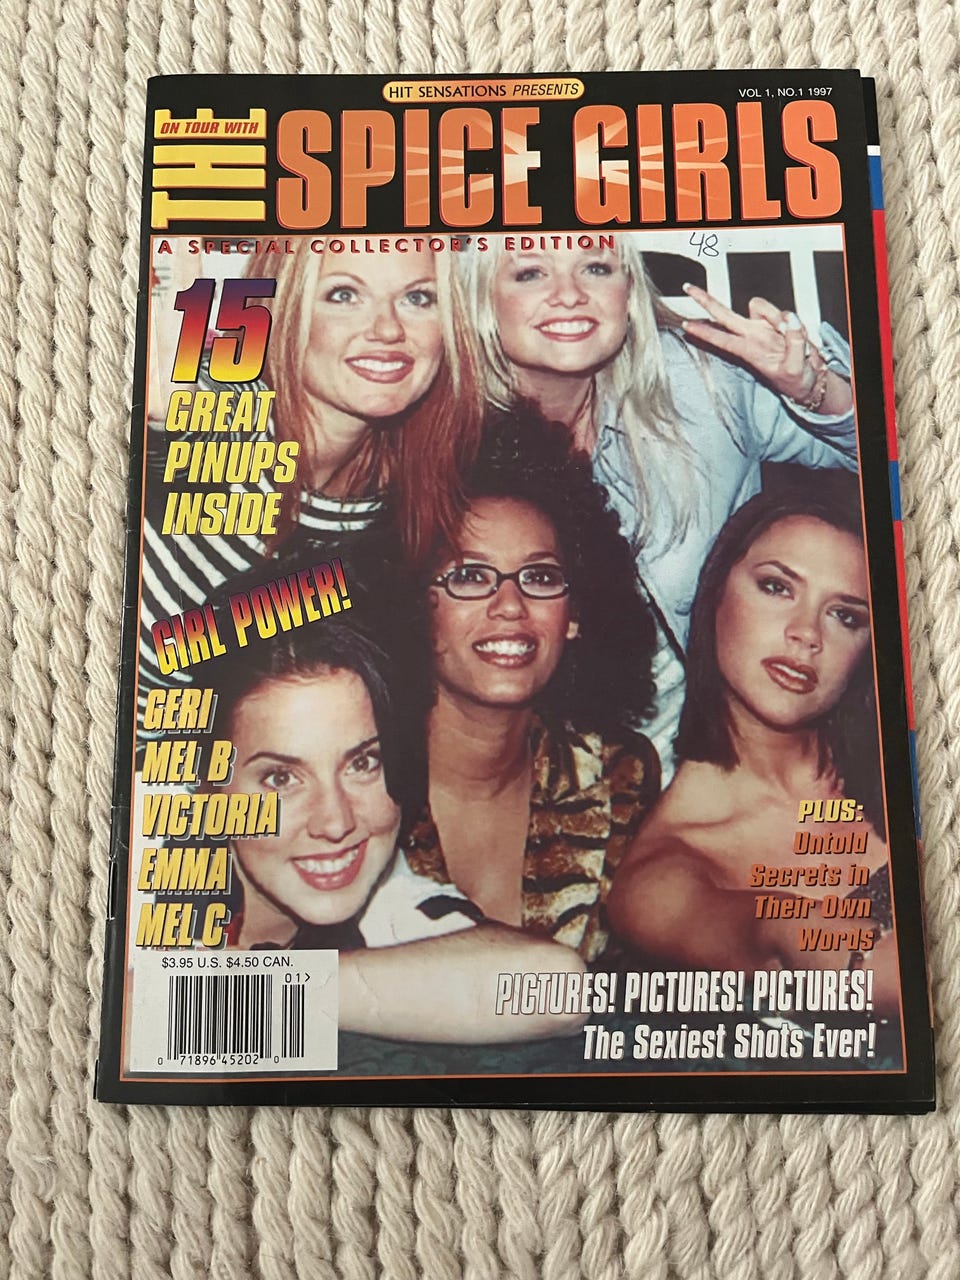 HIT SENSATIONS PRESENTS
VOL 1, NO.1 1997
ON TOUR WITH
THE
SPICE GIRLS
A SPECIAL COLLECTOR'S EDITION
48
15
GREAT
PINUPS
INSIDE
GIRL POWER!
GERI
MEL B
VICTORIA
EMMA
MEL C
PLUS:
Untold
Secrets in
Their Own
Words
PICTURES! PICTURES! PICTURES!
The Sexiest Shots Ever!
$3.95 U.S. $4.50 CAN.
01>
0 71896 45202 0